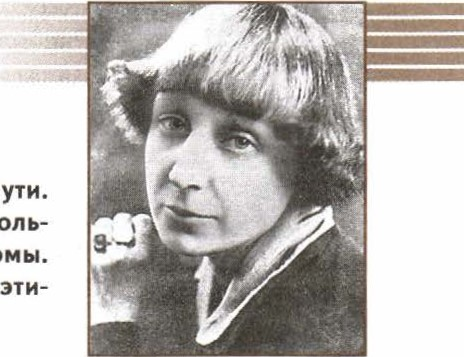 ути.
оль-
омы.
эти-